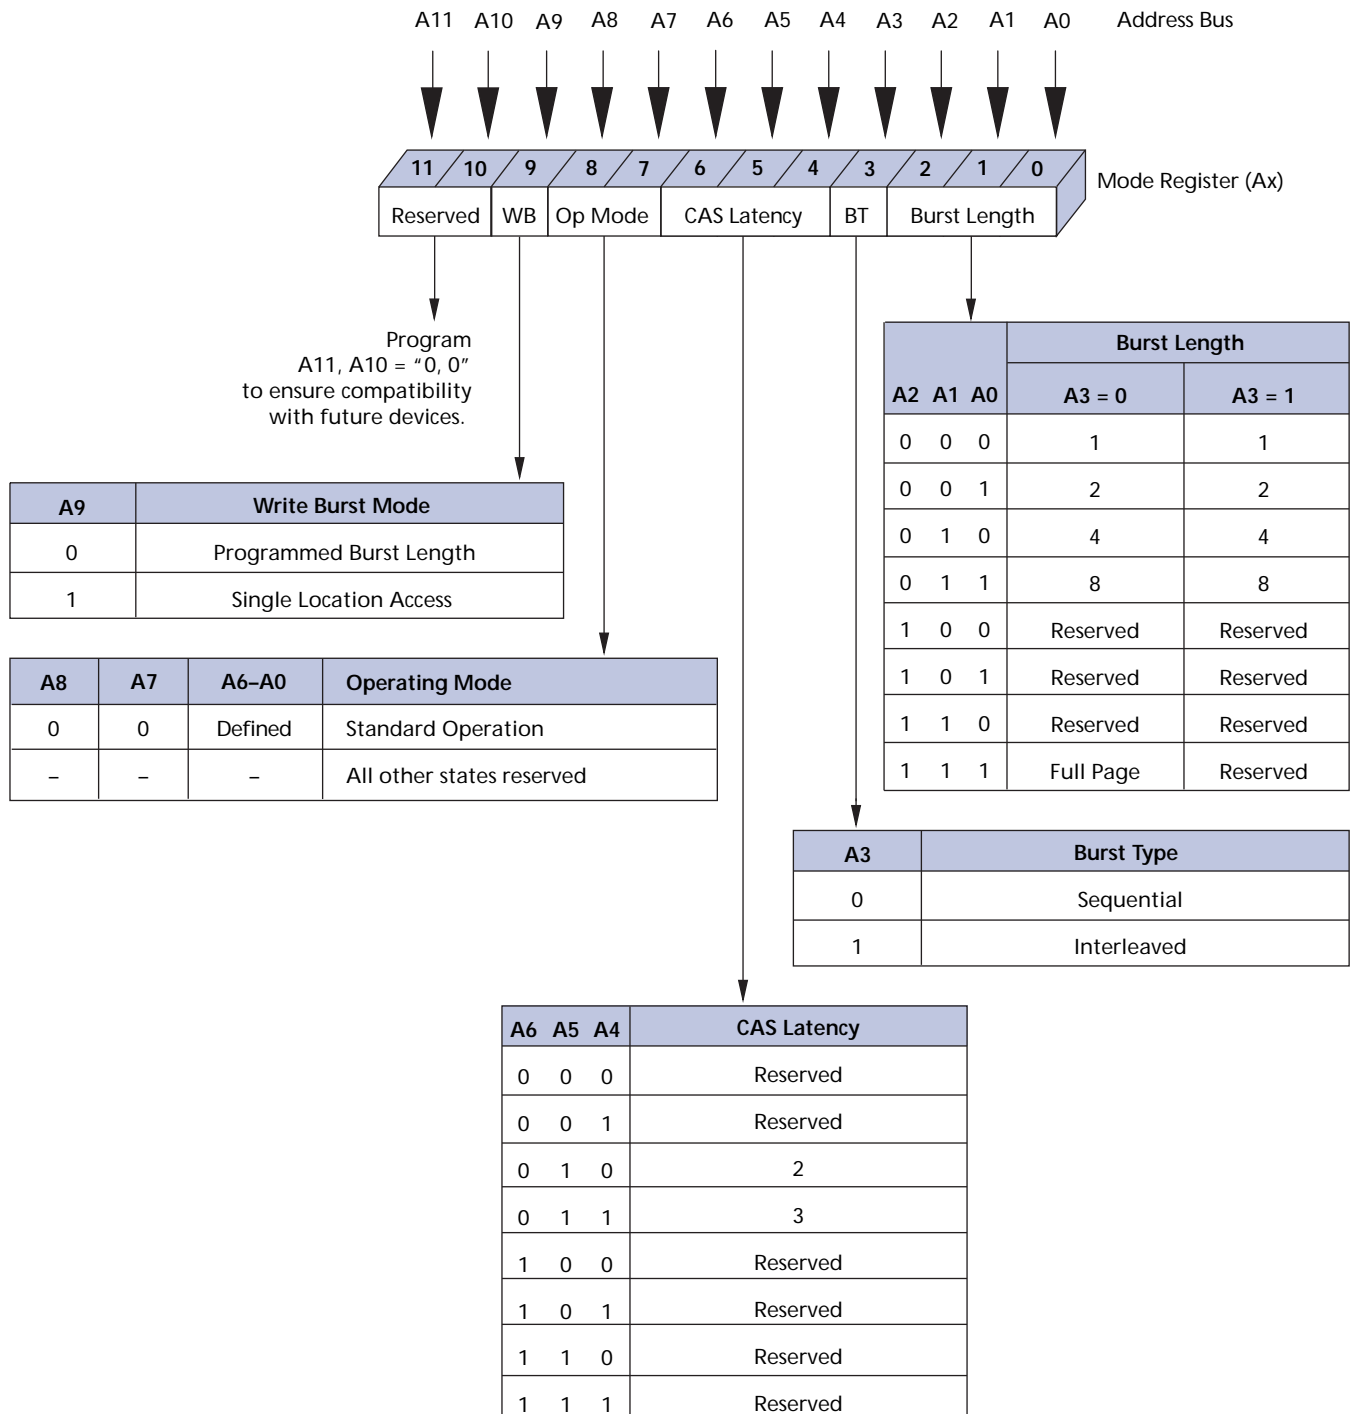 A11 A10 A9 A8 A7 A6 A5 A4 A3 A2 A1 A0 Address Bus
11 10 9 8 7 6 5 4 3 2 1 0
Mode Register (Ax)
Reserved WB Op Mode CAS Latency BT Burst Length
Program
A11, A10 = “0, 0”
to ensure compatibility
with future devices.
Burst Length
A2 A1 A0 A3 = 0 A3 = 1
0 0 0 1 1
0 0 1 2 2
0 1 0 4 4
0 1 1 8 8
1 0 0 Reserved Reserved
1 0 1 Reserved Reserved
1 1 0 Reserved Reserved
1 1 1 Full Page Reserved
A9 Write Burst Mode
0 Programmed Burst Length
1 Single Location Access
A8 A7 A6–A0 Operating Mode
0 0 Defined Standard Operation
– – – All other states reserved
A3 Burst Type
0 Sequential
1 Interleaved
A6 A5 A4 CAS Latency
0 0 0 Reserved
0 0 1 Reserved
0 1 0 2
0 1 1 3
1 0 0 Reserved
1 0 1 Reserved
1 1 0 Reserved
1 1 1 Reserved